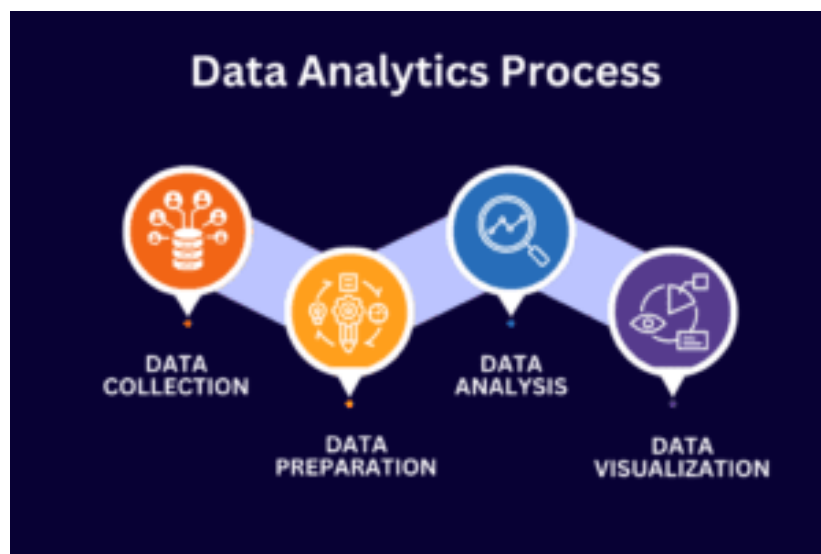 Data Analytics Process
DATA
COLLECTION
DATA
PREPARATION
DATA
ANALYSIS
DATA
VISUALIZATION